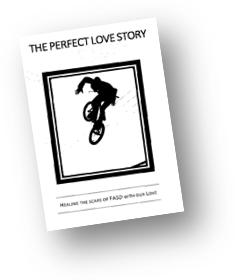 THE PERFECT LOVE STORY
HEALING THE SCARS OF FASD WITH OUR LOVE